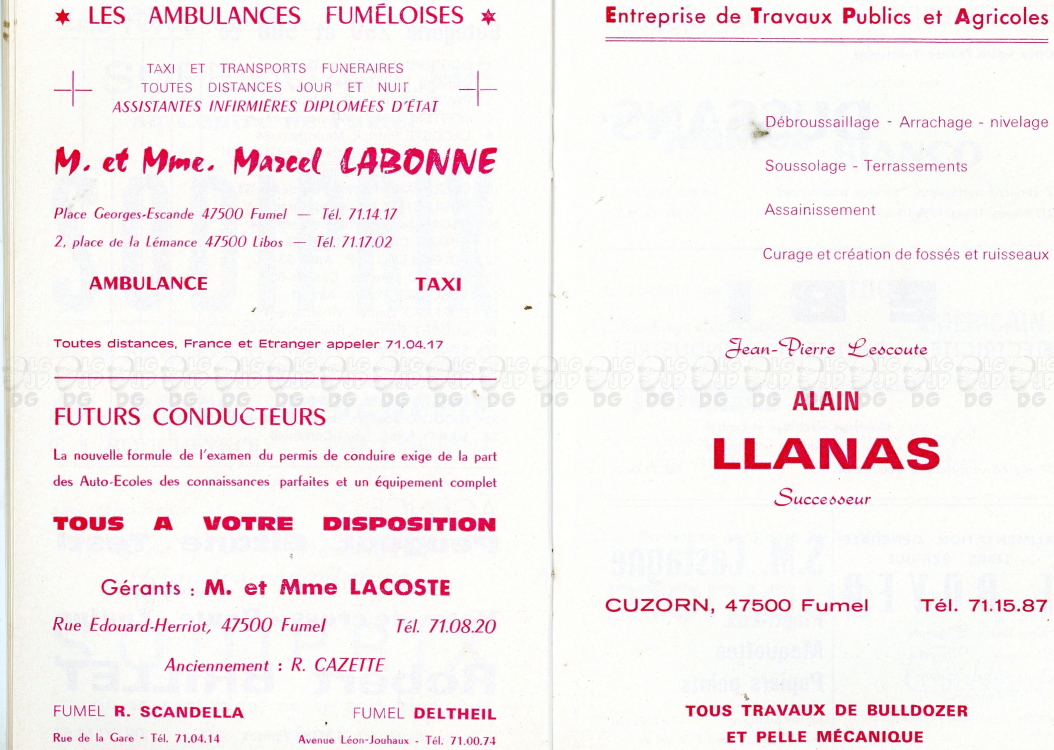 LES AMBULANCES FUMÉLOISES
TAXI ET TRANSPORTS FUNERAIRES
TOUTES DISTANCES JOUR ET NUIT
ASSISTANTES INFIRMIÈRES DIPLOMÉES D'ÉTAT
M. et Mme. Marcel LABONNE
Place Georges-Escande 47500 Fumel — Tél. 71.14.17
2, place de la Lémance 47500 Libos — Tél. 71.17.02
AMBULANCE TAXI
Toutes distances, France et Etranger appeler 71.04.17
FUTURS CONDUCTEURS
La nouvelle formule de l'examen du permis de conduire exige de la part
des Auto-Ecoles des connaissances parfaites et un équipement complet
TOUS A VOTRE DISPOSITION
Gérants : M. et Mme LACOSTE
Rue Edouard-Herriot, 47500 Fumel Tél. 71.08.20
Anciennement : R. CAZETTE
FUMEL R. SCANDELLA FUMEL DELTHEIL
Rue de la Gare - Tél. 71.04.14 Avenue Léon-Jouhaux - Tél. 71.00.74
Entreprise de Travaux Publics et Agricoles
Débroussaillage - Arrachage - nivelage
Soussolage - Terrassements
Assainissement
Curage et création de fossés et ruisseaux
Jean-Pierre Lescoute
ALAIN
LLANAS
Successeur
CUZORN, 47500 Fumel Tél. 71.15.87
TOUS TRAVAUX DE BULLDOZER
ET PELLE MÉCANIQUE